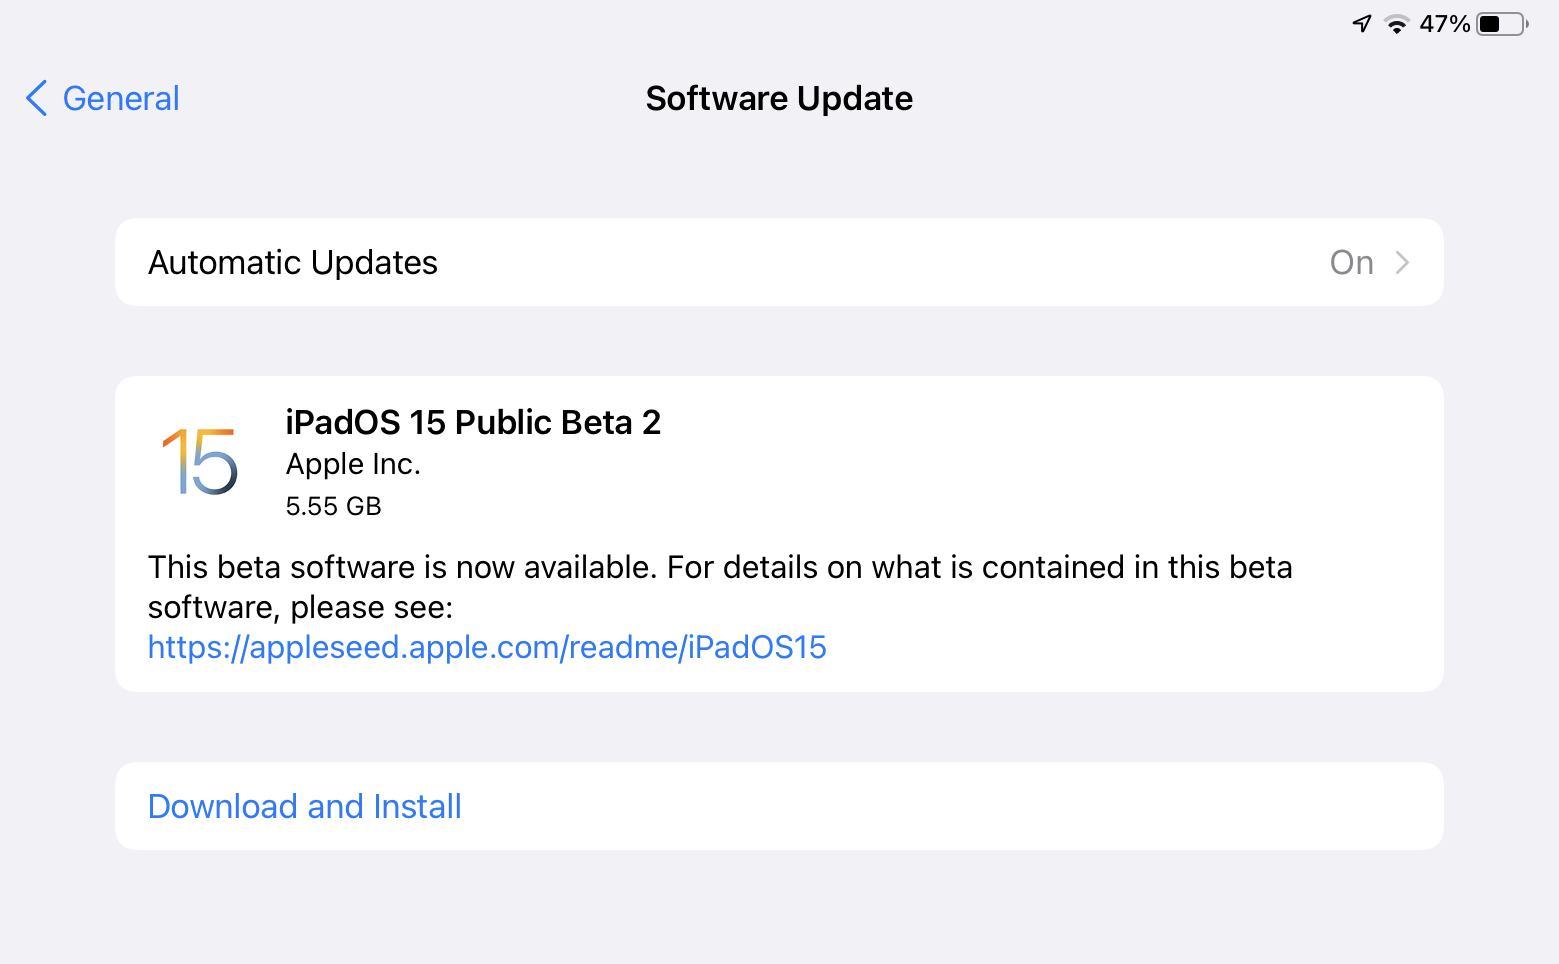 47%
General
Software Update
Automatic Updates
On
15
iPadOS 15 Public Beta 2
Apple Inc.
5.55 GB
This beta software is now available. For details on what is contained in this beta
software, please see:
https://appleseed.apple.com/readme/iPadOS15
Download and Install